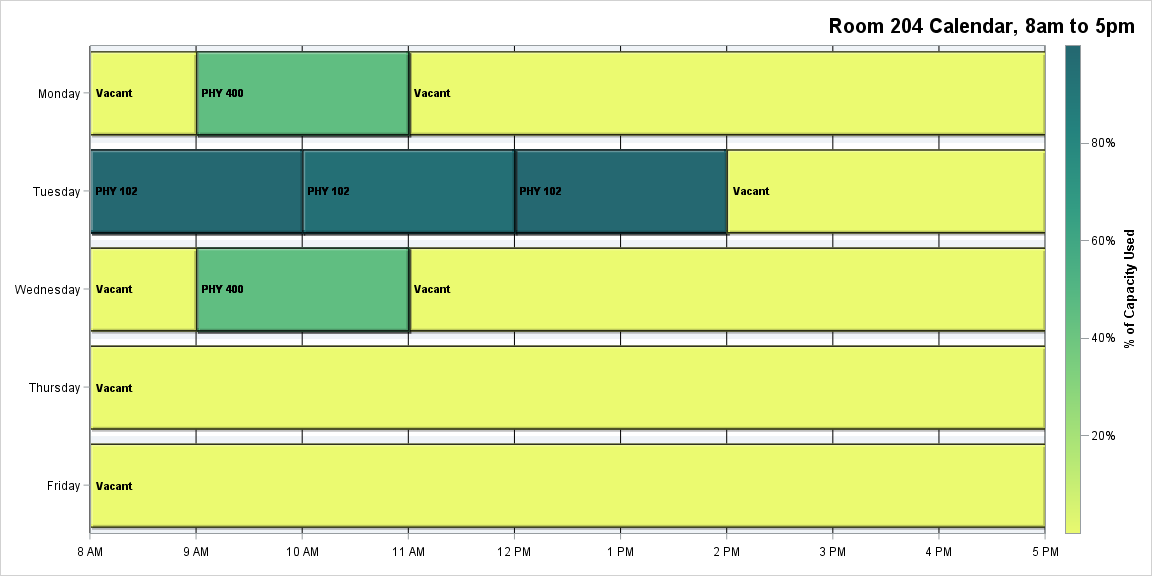 Room 204 Calendar, 8am to 5pm
Monday
Vacant
PHY 400
Vacant
Tuesday
PHY 102
PHY 102
PHY 102
Vacant
Wednesday
Vacant
PHY 400
Vacant
Thursday
Vacant
Friday
Vacant
8 AM 9 AM 10 AM 11 AM 12 PM 1 PM 2 PM 3 PM 4 PM 5 PM
80%
60%
40%
20%
% of Capacity Used